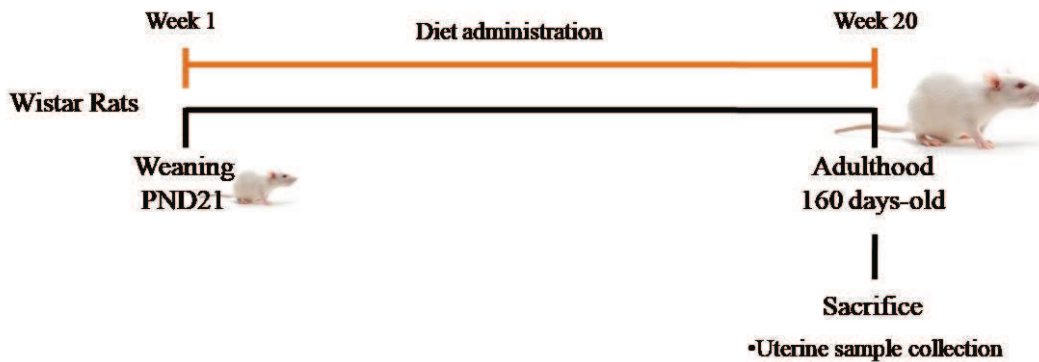 Week 1
Diet administration
Week 20
Wistar Rats
Weaning
PND21
Adulthood
160 days-old
Sacrifice
•Uterine sample collection